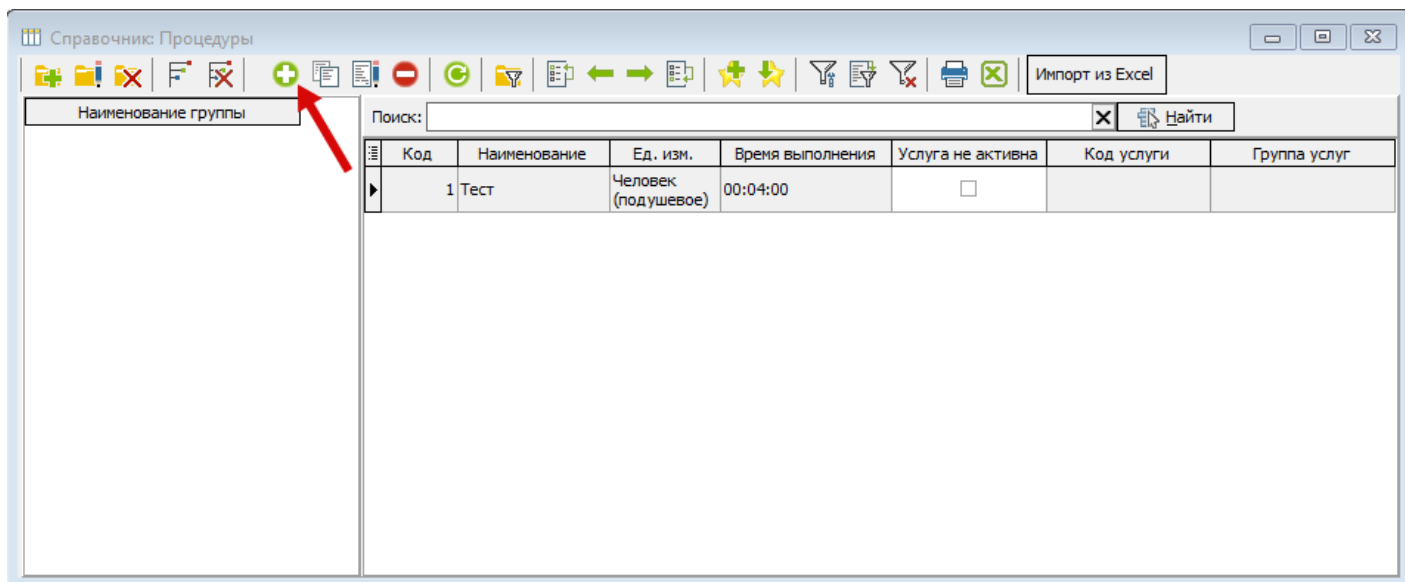 Справочник: Процедуры
Импорт из Excel
Наименование группы
Поиск:
Найти
Код Наименование Ед. изм. Время выполнения Услуга не активна Код услуги Группа услуг
1 Тест Человек (подушевое) 00:04:00